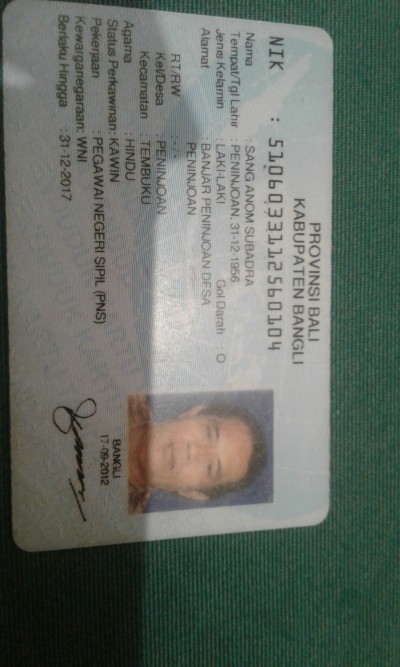 PROVINSI BALI
KABUPATEN BANGLI
NIK : 5106033112560104
Nama : SANG ANOM SUBADRA
Tempat/Tgl Lahir : PENINJOAN, 31-12-1956
Jenis Kelamin : LAKI-LAKI Gol Darah : O
Alamat : BANJAR PENINJOAN DESA
PENINJOAN
RT/RW : -/-
Kel/Desa : PENINJOAN
Kecamatan : TEMBUKU
Agama : HINDU
Status Perkawinan: KAWIN
Pekerjaan : PEGAWAI NEGERI SIPIL (PNS)
Kewarganegaraan: WNI
Berlaku Hingga : 31-12-2017
BANGLI
17-09-2012